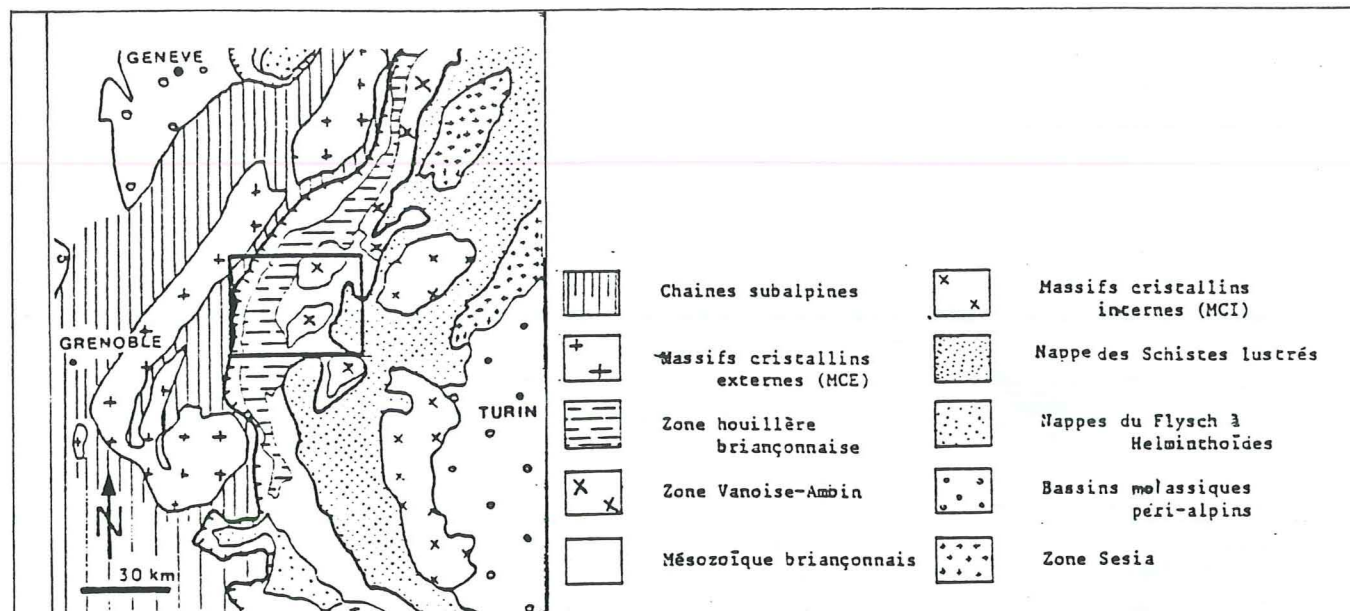 GENEVE
GRENOBLE
TURIN
N
30 km
Chaines subalpines
Massifs cristallins
externes (MCE)
Zone houillère
briançonnaise
Zone Vanoise-Ambin
Mésozoïque briançonnais
Massifs cristallins
internes (MCI)
Nappe des Schistes lustrés
Nappes du Flysch à
Helminthoïdes
Bassins molassiques
péri-alpins
Zone Sesia